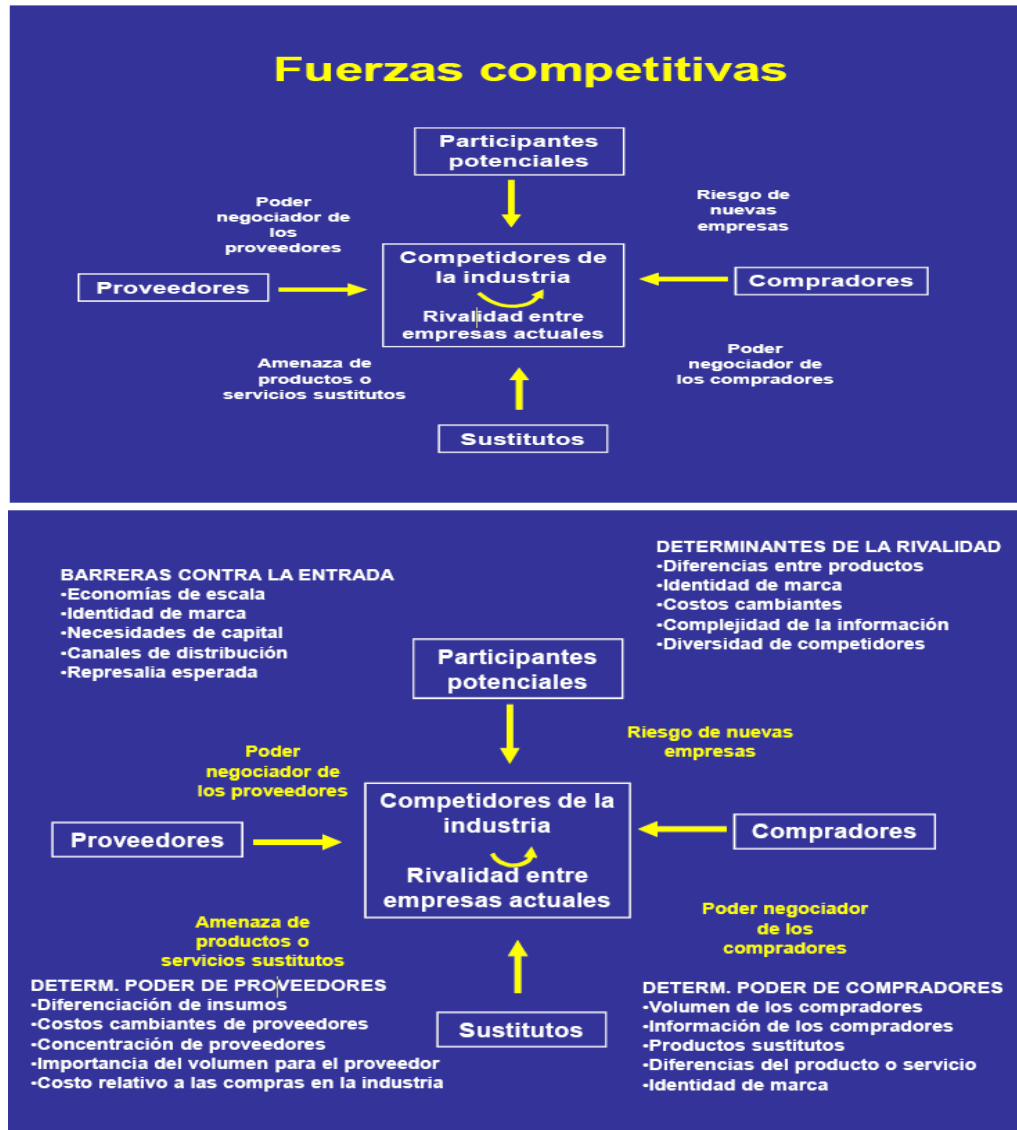 Fuerzas competitivas
Participantes
potenciales
Poder
negociador de
los
proveedores
Riesgo de
nuevas
empresas
Proveedores
Competidores de
la industria
Rivalidad entre
empresas actuales
Compradores
Amenaza de
productos o
servicios sustitutos
Poder
negociador de
los compradores
Sustitutos
BARRERAS CONTRA LA ENTRADA
-Economías de escala
-Identidad de marca
-Necesidades de capital
-Canales de distribución
-Represalia esperada
DETERMINANTES DE LA RIVALIDAD
-Diferencias entre productos
-Identidad de marca
-Costos cambiantes
-Complejidad de la información
-Diversidad de competidores
Participantes
potenciales
Riesgo de nuevas
empresas
Poder
negociador de
los proveedores
Proveedores
Competidores de la
industria
Rivalidad entre
empresas actuales
Compradores
Amenaza de
productos o
servicios sustitutos
Poder negociador
de los
compradores
DETERM. PODER DE PROVEEDORES
-Diferenciación de insumos
-Costos cambiantes de proveedores
-Concentración de proveedores
-Importancia del volumen para el proveedor
-Costo relativo a las compras en la industria
Sustitutos
DETERM. PODER DE COMPRADORES
-Volumen de los compradores
-Información de los compradores
-Productos sustitutos
-Diferencias del producto o servicio
-Identidad de marca